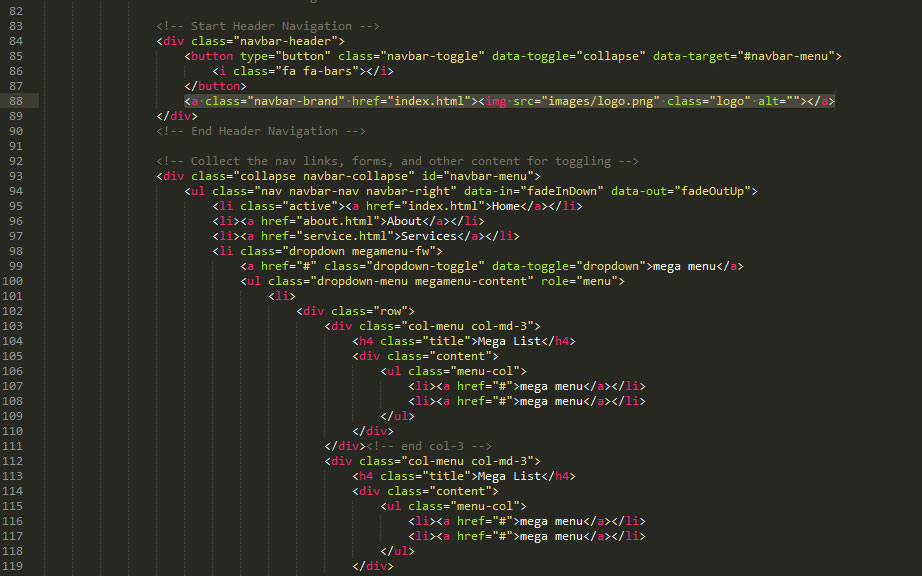 82
83 <!-- Start Header Navigation -->
84 <div class="navbar-header">
85 <button type="button" class="navbar-toggle" data-toggle="collapse" data-target="#navbar-menu">
86 <i class="fa fa-bars"></i>
87 </button>
88 <a class="navbar-brand" href="index.html"><img src="images/logo.png" class="logo" alt=""></a>
89 </div>
90 <!-- End Header Navigation -->
91
92 <!-- Collect the nav links, forms, and other content for toggling -->
93 <div class="collapse navbar-collapse" id="navbar-menu">
94 <ul class="nav navbar-nav navbar-right" data-in="fadeInDown" data-out="fadeOutUp">
95 <li class="active"><a href="index.html">Home</a></li>
96 <li><a href="about.html">About</a></li>
97 <li><a href="service.html">Services</a></li>
98 <li class="dropdown megamenu-fw">
99 <a href="#" class="dropdown-toggle" data-toggle="dropdown">mega menu</a>
100 <ul class="dropdown-menu megamenu-content" role="menu">
101 <li>
102 <div class="row">
103 <div class="col-menu col-md-3">
104 <h4 class="title">Mega List</h4>
105 <div class="content">
106 <ul class="menu-col">
107 <li><a href="#">mega menu</a></li>
108 <li><a href="#">mega menu</a></li>
109 </ul>
110 </div>
111 </div><!-- end col-3 -->
112 <div class="col-menu col-md-3">
113 <h4 class="title">Mega List</h4>
114 <div class="content">
115 <ul class="menu-col">
116 <li><a href="#">mega menu</a></li>
117 <li><a href="#">mega menu</a></li>
118 </ul>
119 </div>